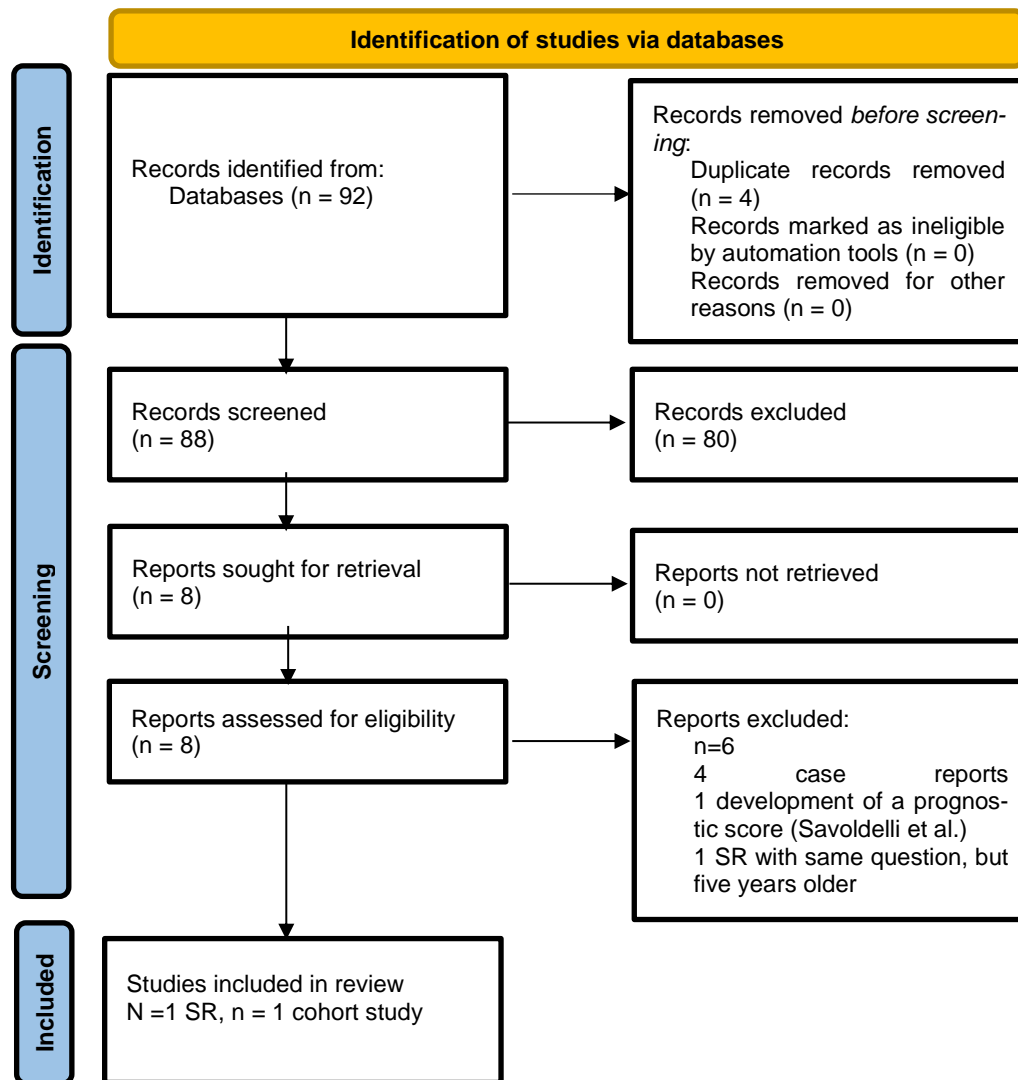 Identification of studies via databases
Identification
Records identified from:
Databases (n = 92)
Records removed before screen-
ing:
Duplicate records removed
(n = 4)
Records marked as ineligible
by automation tools (n = 0)
Records removed for other
reasons (n = 0)
Screening
Records screened
(n = 88)
Records excluded
(n = 80)
Reports sought for retrieval
(n = 8)
Reports not retrieved
(n = 0)
Reports assessed for eligibility
(n = 8)
Reports excluded:
n=6
4 case reports
1 development of a prognos-
tic score (Savoldelli et al.)
1 SR with same question, but
five years older
Included
Studies included in review
N =1 SR, n = 1 cohort study